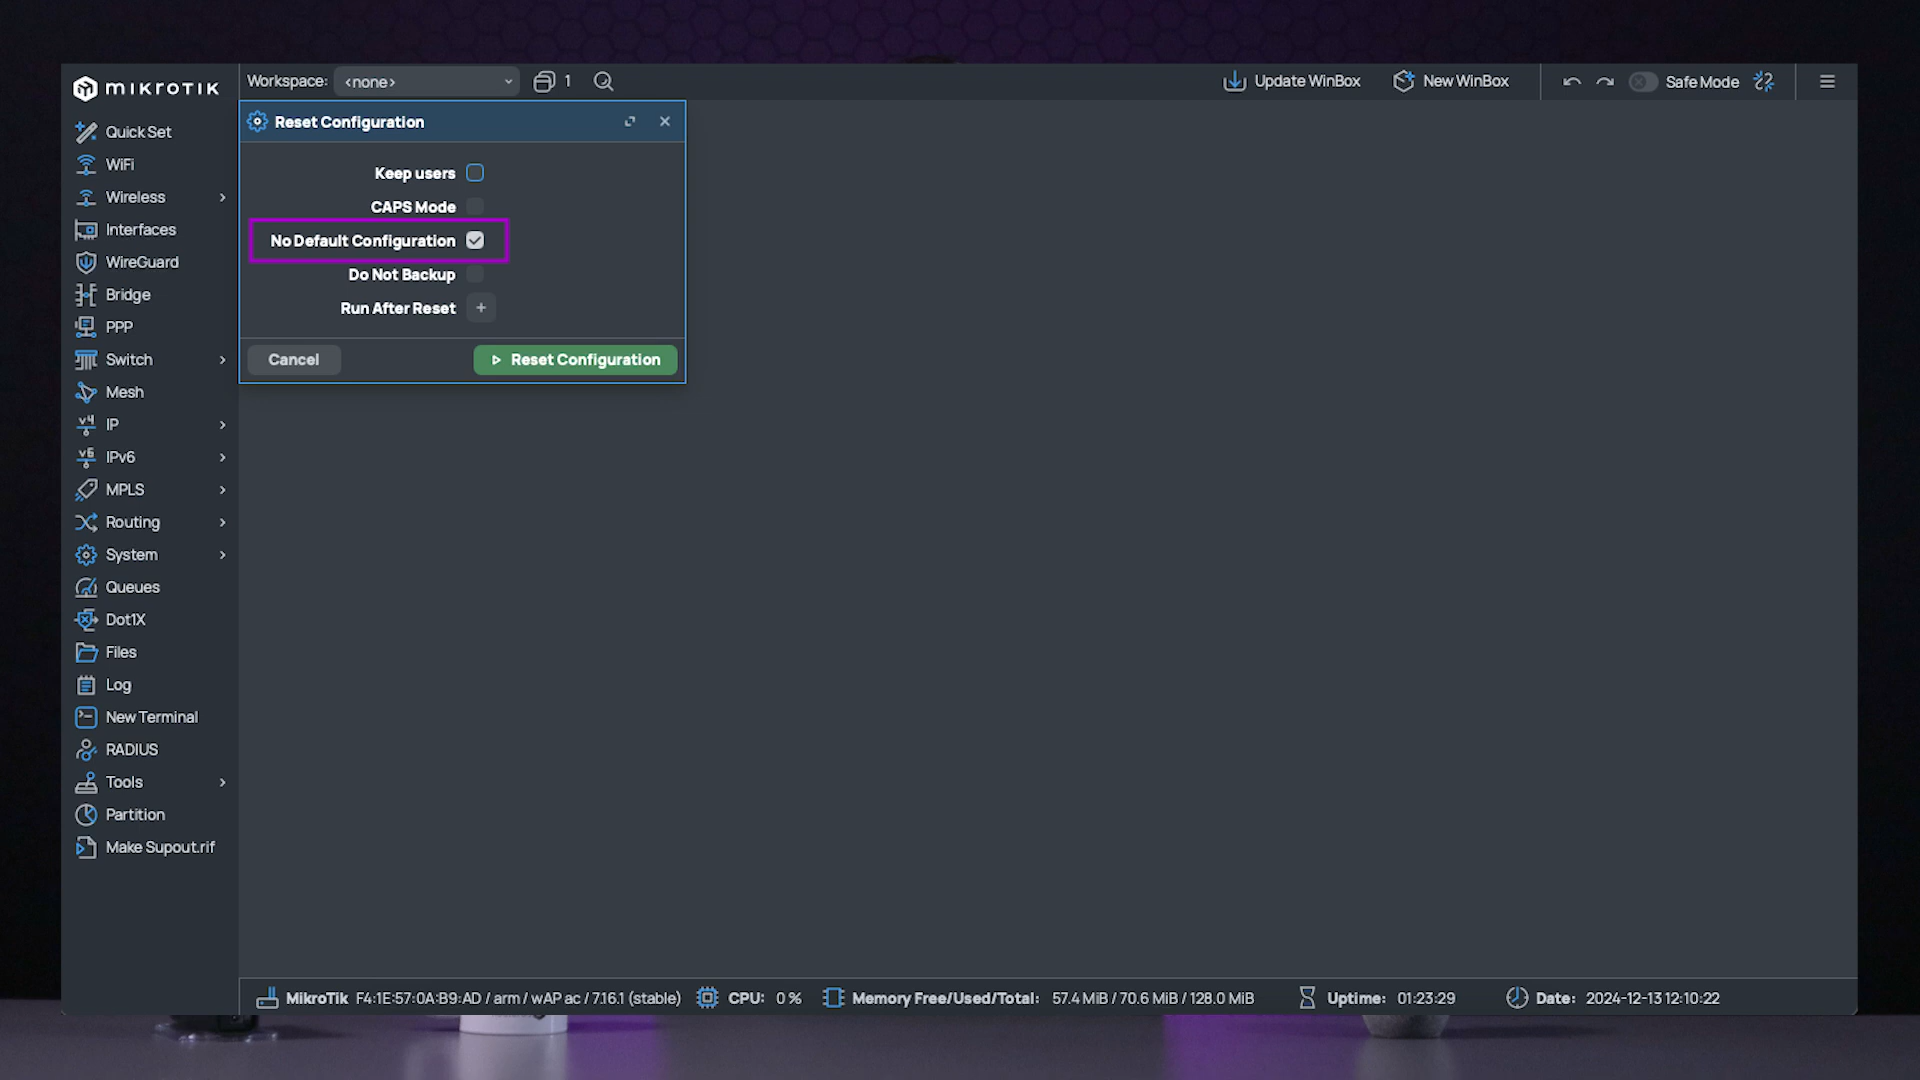 MikroTik
Workspace: <none> 1
Update WinBox
New WinBox
Safe Mode
Quick Set
WiFi
Wireless
Interfaces
WireGuard
Bridge
PPP
Switch
Mesh
v4 IP
v6 IPv6
MPLS
Routing
System
Queues
Dot1X
Files
Log
New Terminal
RADIUS
Tools
Partition
Make Supout.rif
Reset Configuration
Keep users
CAPS Mode
No Default Configuration
Do Not Backup
Run After Reset +
Cancel
Reset Configuration
MikroTik F4:1E:57:0A:B9:AD / arm / wAP ac / 7.16.1 (stable)
CPU: 0 %
Memory Free/Used/Total: 57.4 MiB / 70.6 MiB / 128.0 MiB
Uptime: 01:23:29
Date: 2024-12-13 12:10:22